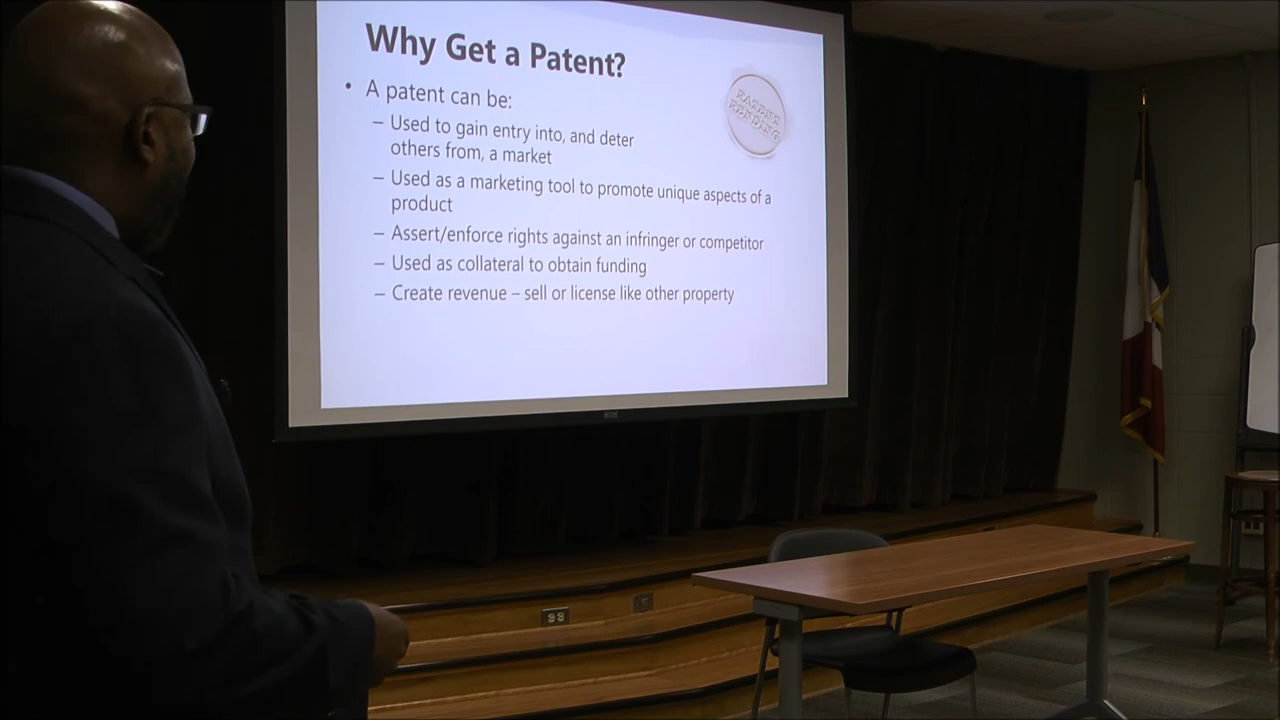 Why Get a Patent?
• A patent can be:
– Used to gain entry into, and deter
others from, a market
– Used as a marketing tool to promote unique aspects of a
product
– Assert/enforce rights against an infringer or competitor
– Used as collateral to obtain funding
– Create revenue – sell or license like other property
PATENT
PENDING